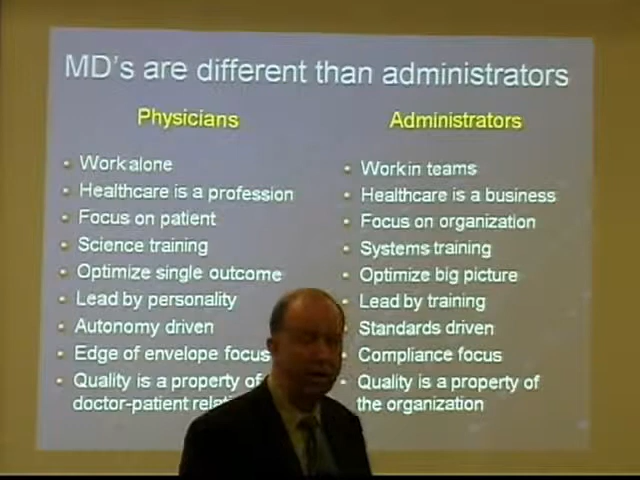 MD's are different than administrators
Physicians
Work alone
Healthcare is a profession
Focus on patient
Science training
Optimize single outcome
Lead by personality
Autonomy driven
Edge of envelope focus
Quality is a property of
doctor-patient
Administrators
Work in teams
Healthcare is a business
Focus on organization
Systems training
Optimize big picture
Lead by training
Standards driven
Compliance focus
Quality is a property of
the organization